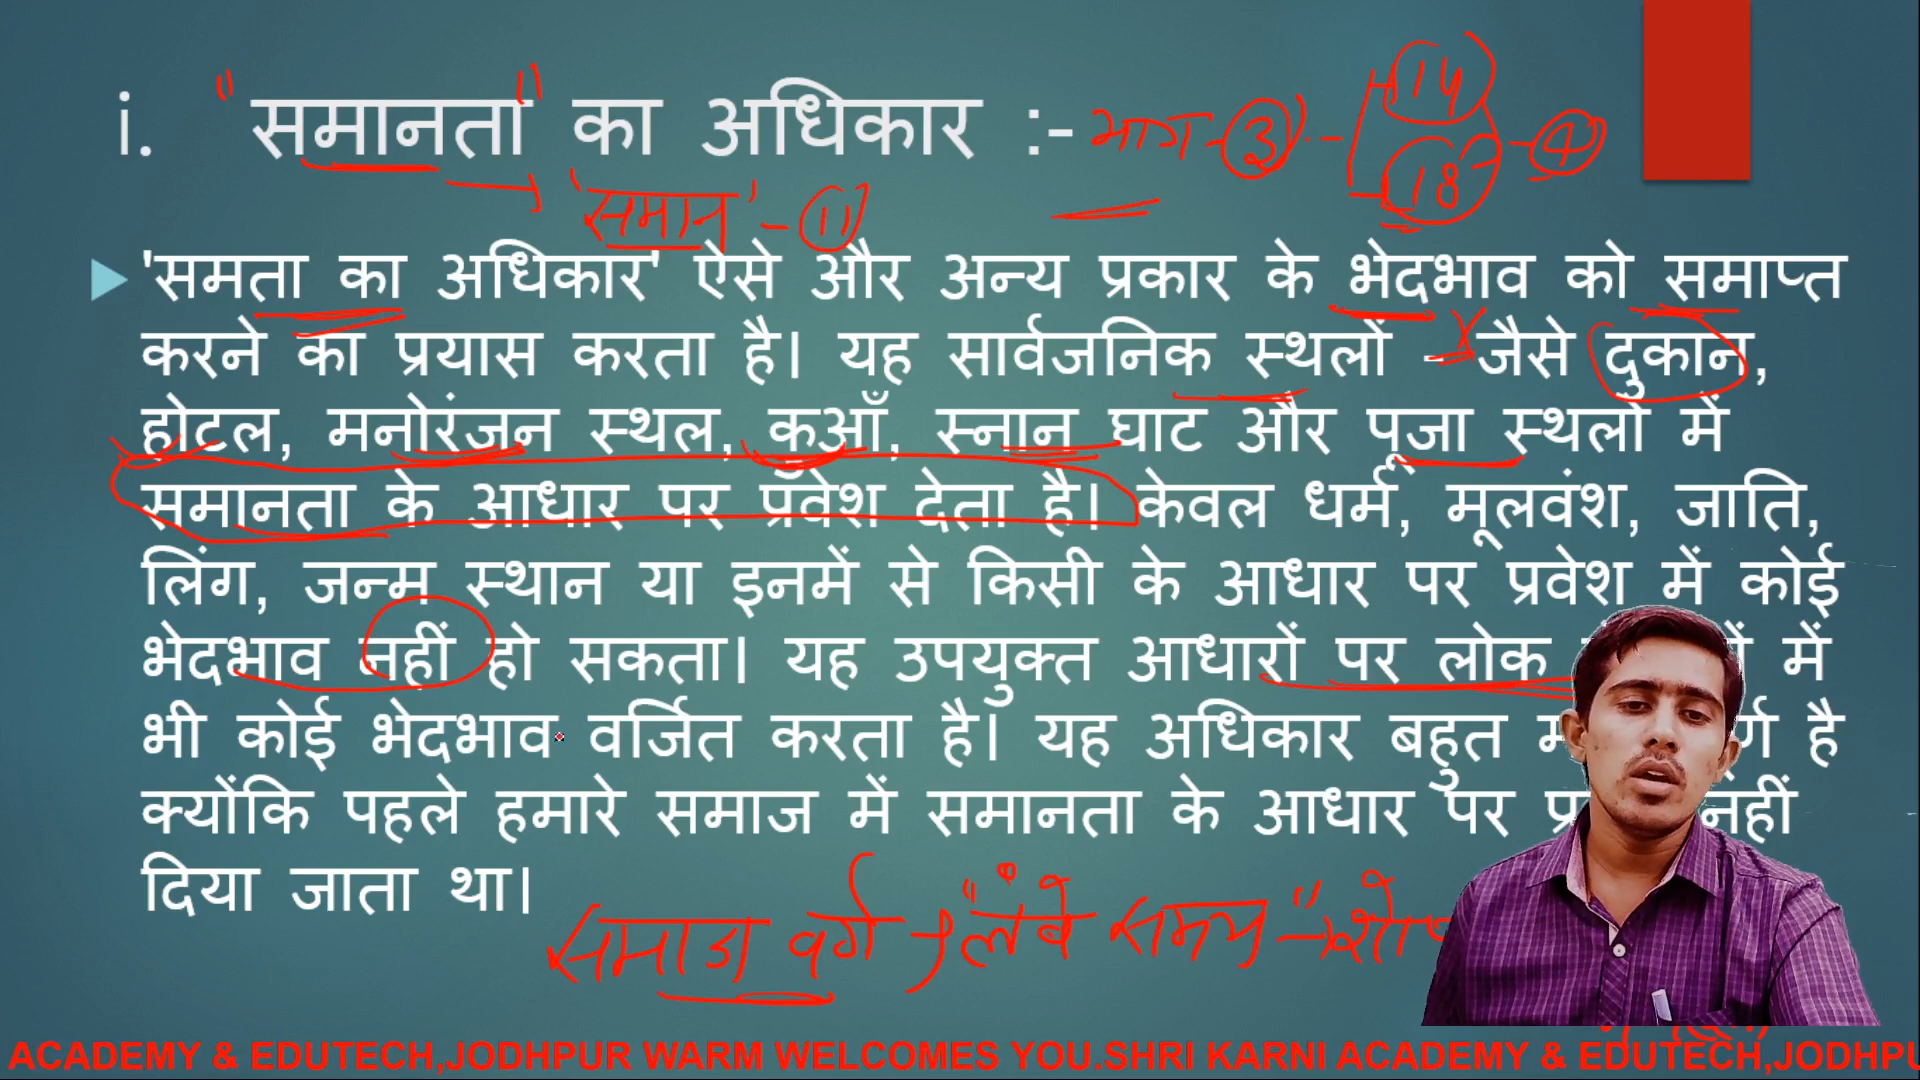 i. "समानता" का अधिकार :- भाग-③ - 14 18 - ④
'समान' - 11
'समता का अधिकार' ऐसे और अन्य प्रकार के भेदभाव को समाप्त
करने का प्रयास करता है। यह सार्वजनिक स्थलों - जैसे दुकान,
होटल, मनोरंजन स्थल, कुआँ, स्नान घाट और पूजा स्थलों में
समानता के आधार पर प्रवेश देता है। केवल धर्म, मूलवंश, जाति,
लिंग, जन्म स्थान या इनमें से किसी के आधार पर प्रवेश में कोई
भेदभाव नहीं हो सकता। यह उपयुक्त आधारों पर लोक में
भी कोई भेदभाव वर्जित करता है। यह अधिकार बहुत है
क्योंकि पहले हमारे समाज में समानता के आधार पर नहीं
दिया जाता था।
वर्ग "लंबे समय"
ACADEMY & EDUTECH,JODHPUR WARM WELCOMES YOU.SHRI KARNI ACADEMY & EDUTECH,JODHPU